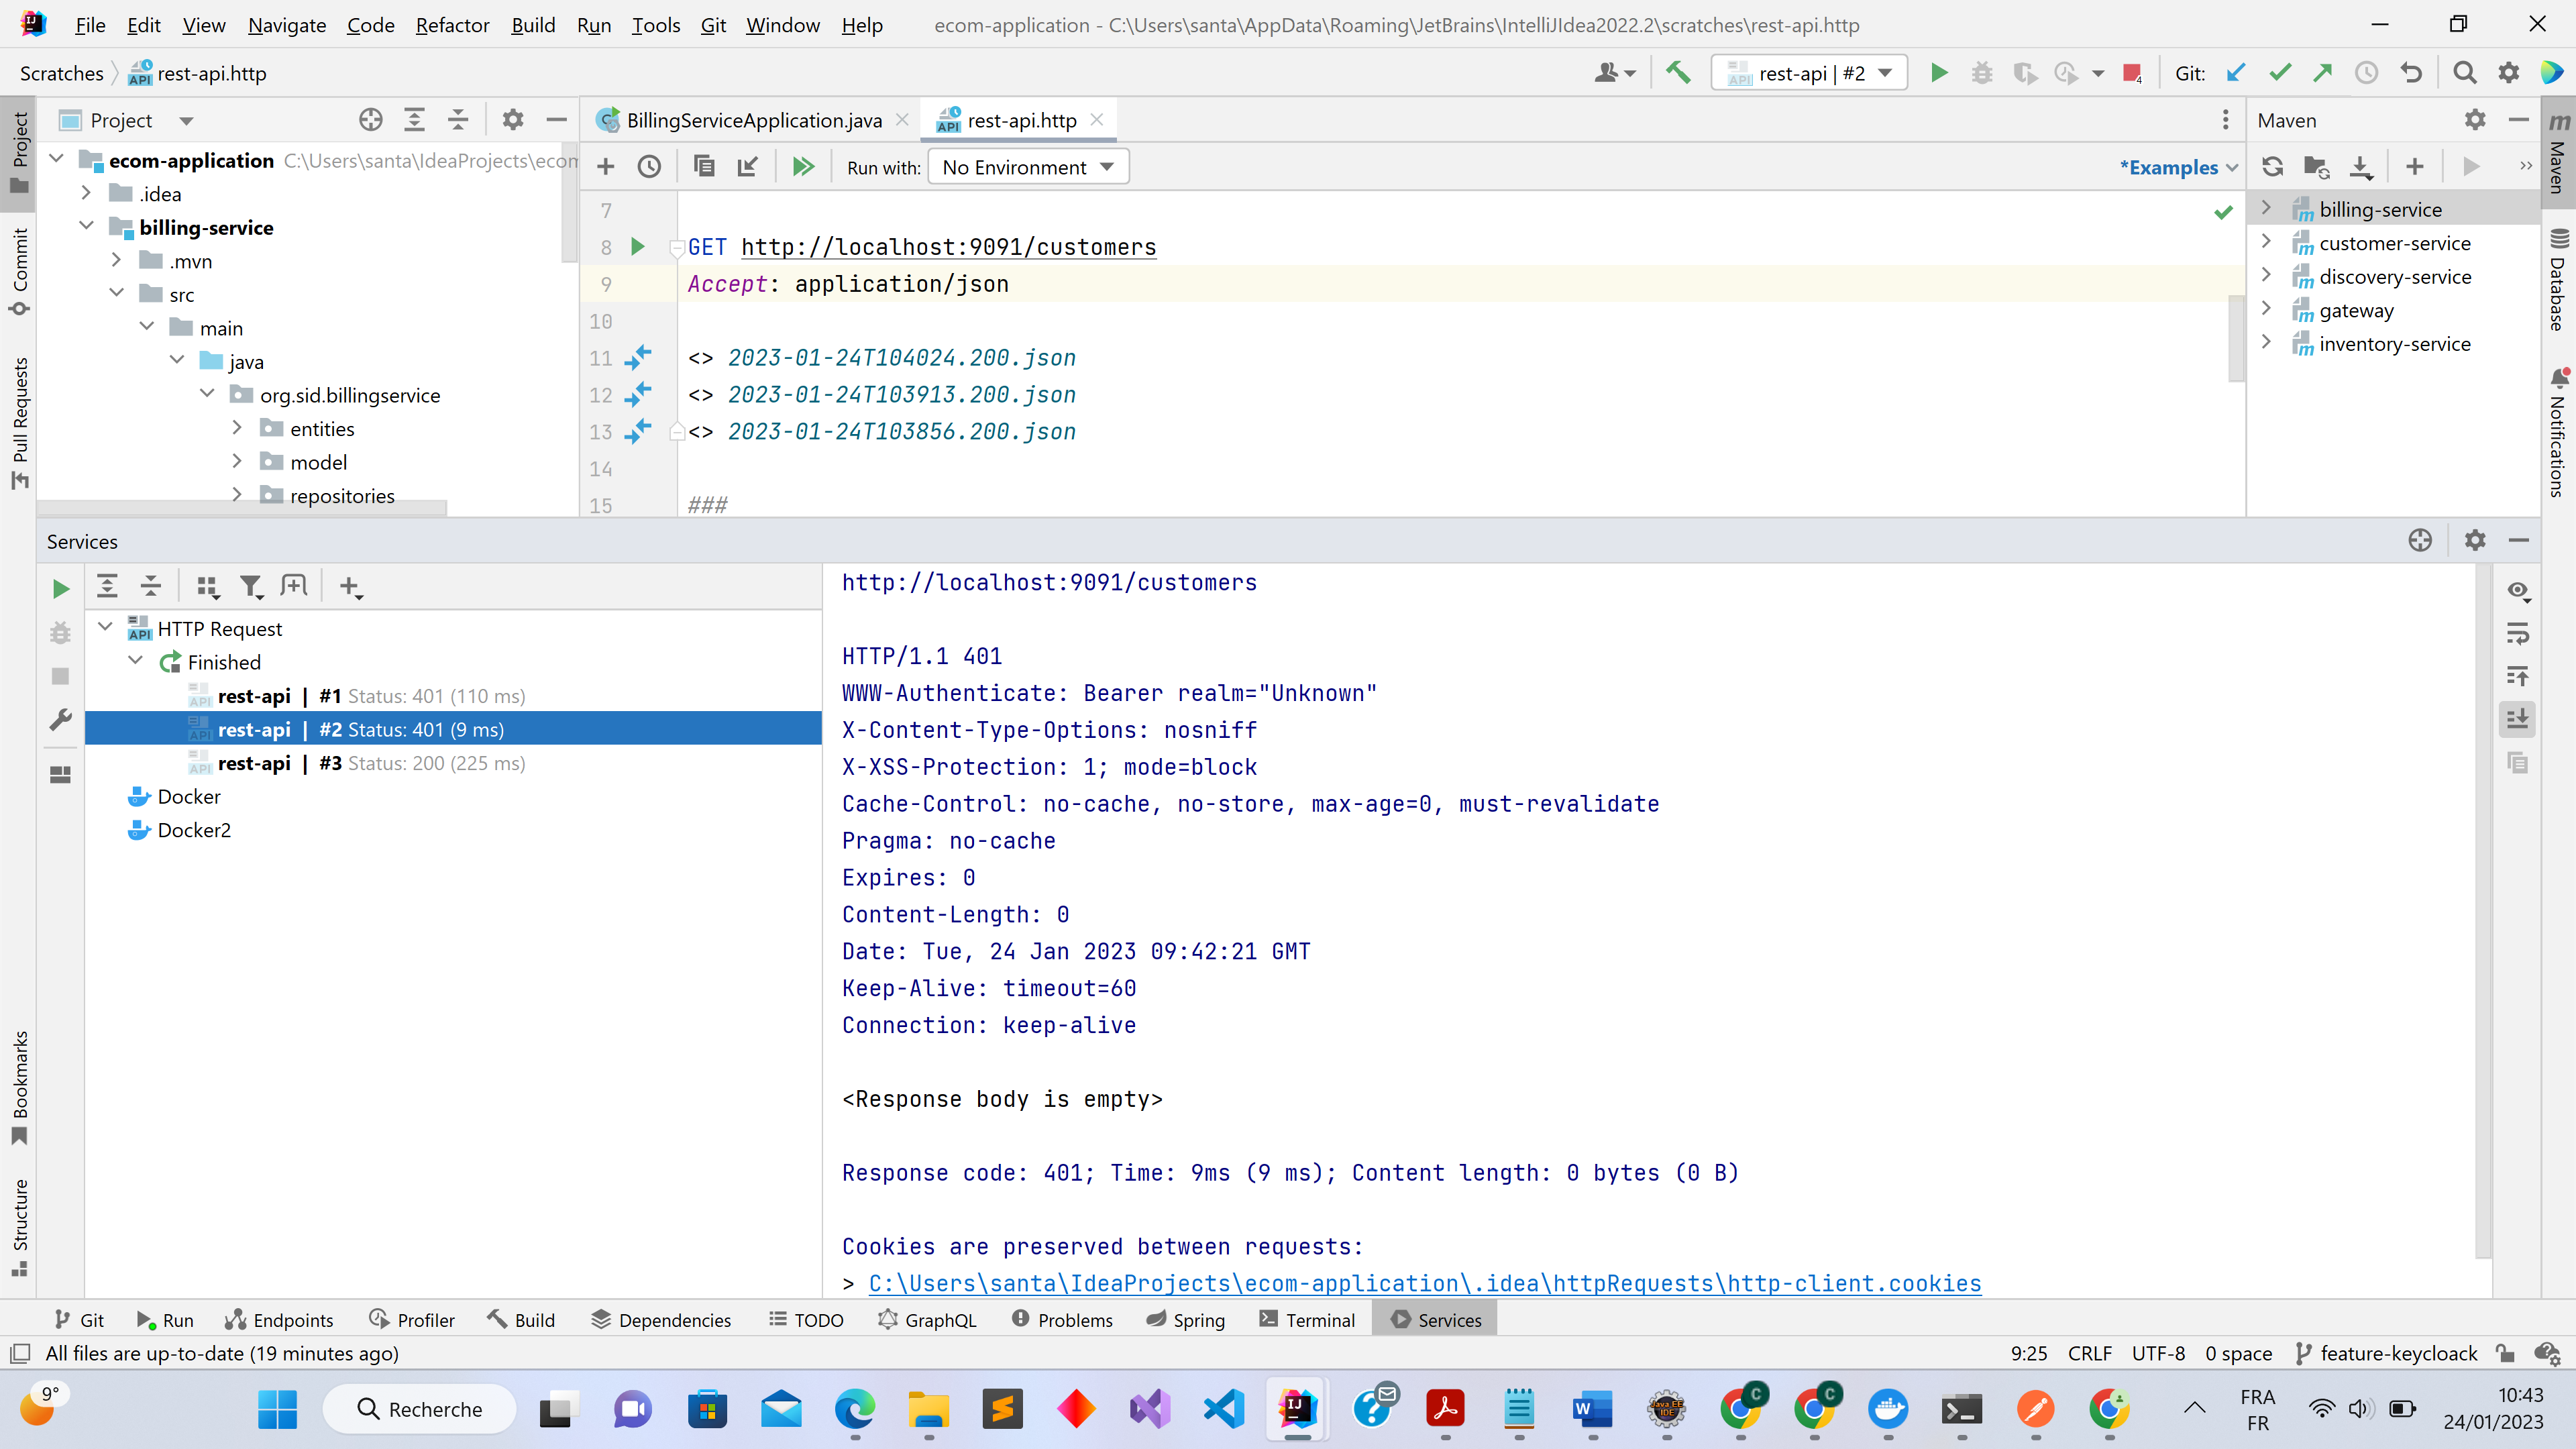 File Edit View Navigate Code Refactor Build Run Tools Git Window Help ecom-application - C:\Users\santa\AppData\Roaming\JetBrains\IntelliJIdea2022.2\scratches\rest-api.http
Scratches rest-api.http rest-api | #2 Git:
Project
Commit
Pull Requests
Bookmarks
Structure
Project
ecom-application C:\Users\santa\IdeaProjects\ecom
.idea
billing-service
.mvn
src
main
java
org.sid.billingservice
entities
model
repositories
BillingServiceApplication.java rest-api.http
Run with: No Environment *Examples
7
8 GET http://localhost:9091/customers
9 Accept: application/json
10
11 <> 2023-01-24T104024.200.json
12 <> 2023-01-24T103913.200.json
13 <> 2023-01-24T103856.200.json
14
15 ###
Maven
billing-service
customer-service
discovery-service
gateway
inventory-service
Maven
Database
Notifications
Services
HTTP Request
Finished
rest-api | #1 Status: 401 (110 ms)
rest-api | #2 Status: 401 (9 ms)
rest-api | #3 Status: 200 (225 ms)
Docker
Docker2
http://localhost:9091/customers
HTTP/1.1 401
WWW-Authenticate: Bearer realm="Unknown"
X-Content-Type-Options: nosniff
X-XSS-Protection: 1; mode=block
Cache-Control: no-cache, no-store, max-age=0, must-revalidate
Pragma: no-cache
Expires: 0
Content-Length: 0
Date: Tue, 24 Jan 2023 09:42:21 GMT
Keep-Alive: timeout=60
Connection: keep-alive
<Response body is empty>
Response code: 401; Time: 9ms (9 ms); Content length: 0 bytes (0 B)
Cookies are preserved between requests:
> C:\Users\santa\IdeaProjects\ecom-application\.idea\httpRequests\http-client.cookies
Git Run Endpoints Profiler Build Dependencies TODO GraphQL Problems Spring Terminal Services
All files are up-to-date (19 minutes ago) 9:25 CRLF UTF-8 0 space feature-keycloack
9° Recherche FRA 10:43
FR 24/01/2023